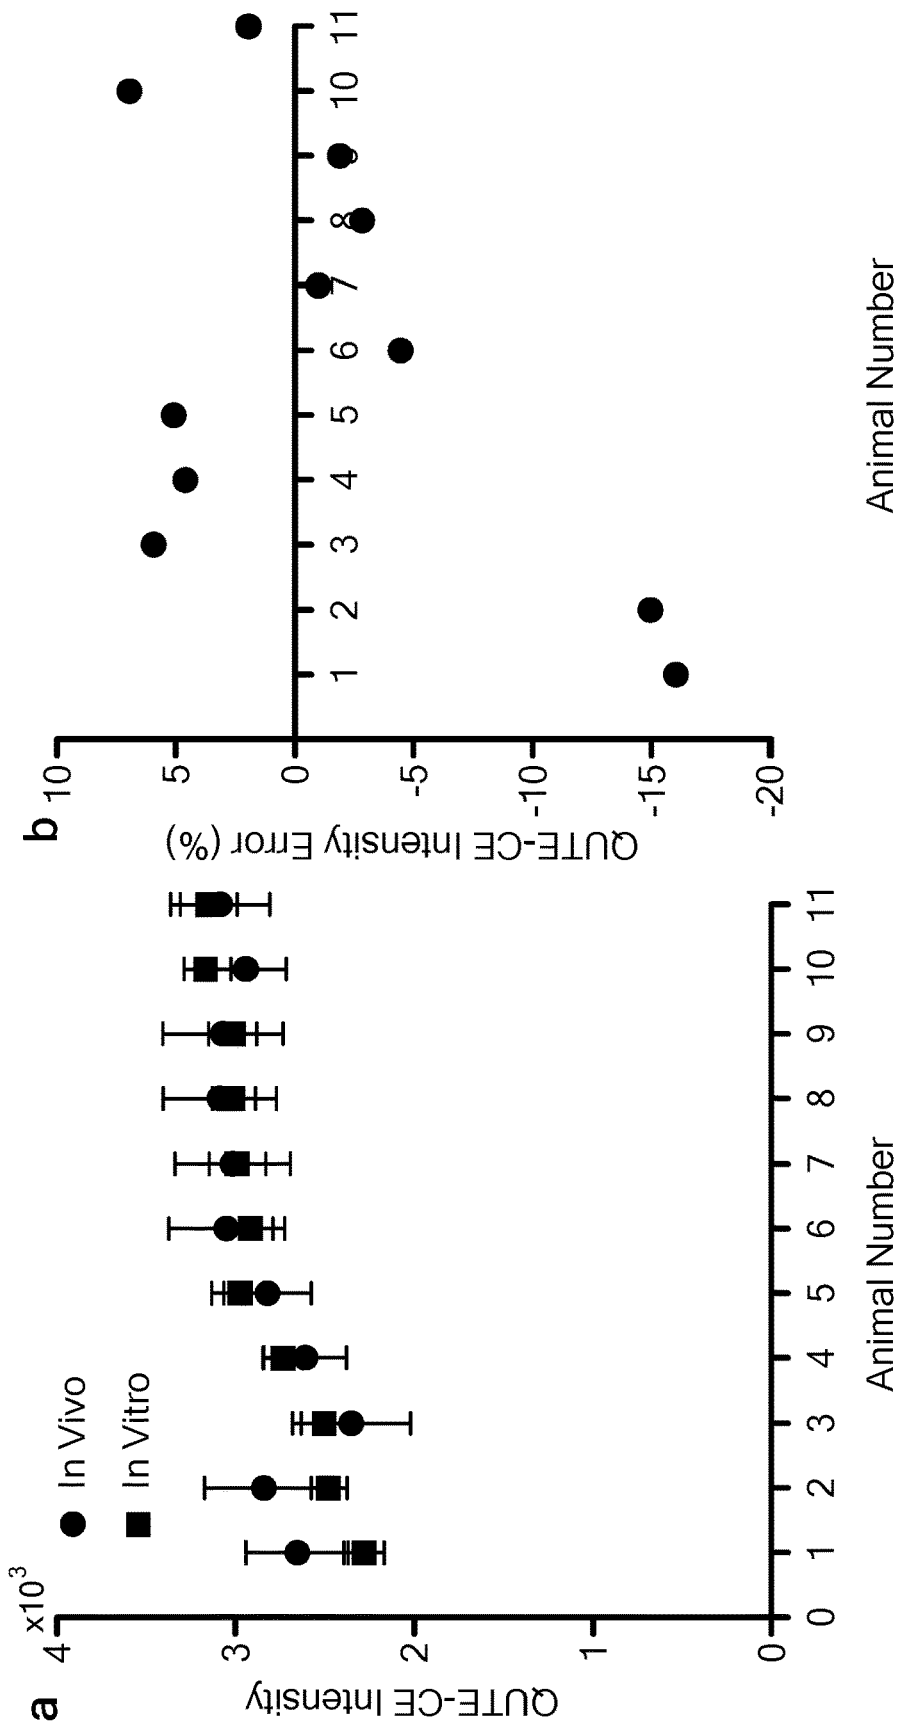 a
x10³
4
3
2
1
0
QUTE-CE Intensity
In Vivo
In Vitro
0 1 2 3 4 5 6 7 8 9 10 11
Animal Number
b
10
5
0
-5
-10
-15
-20
QUTE-CE Intensity Error (%)
1 2 3 4 5 6 7 8 9 10 11
Animal Number